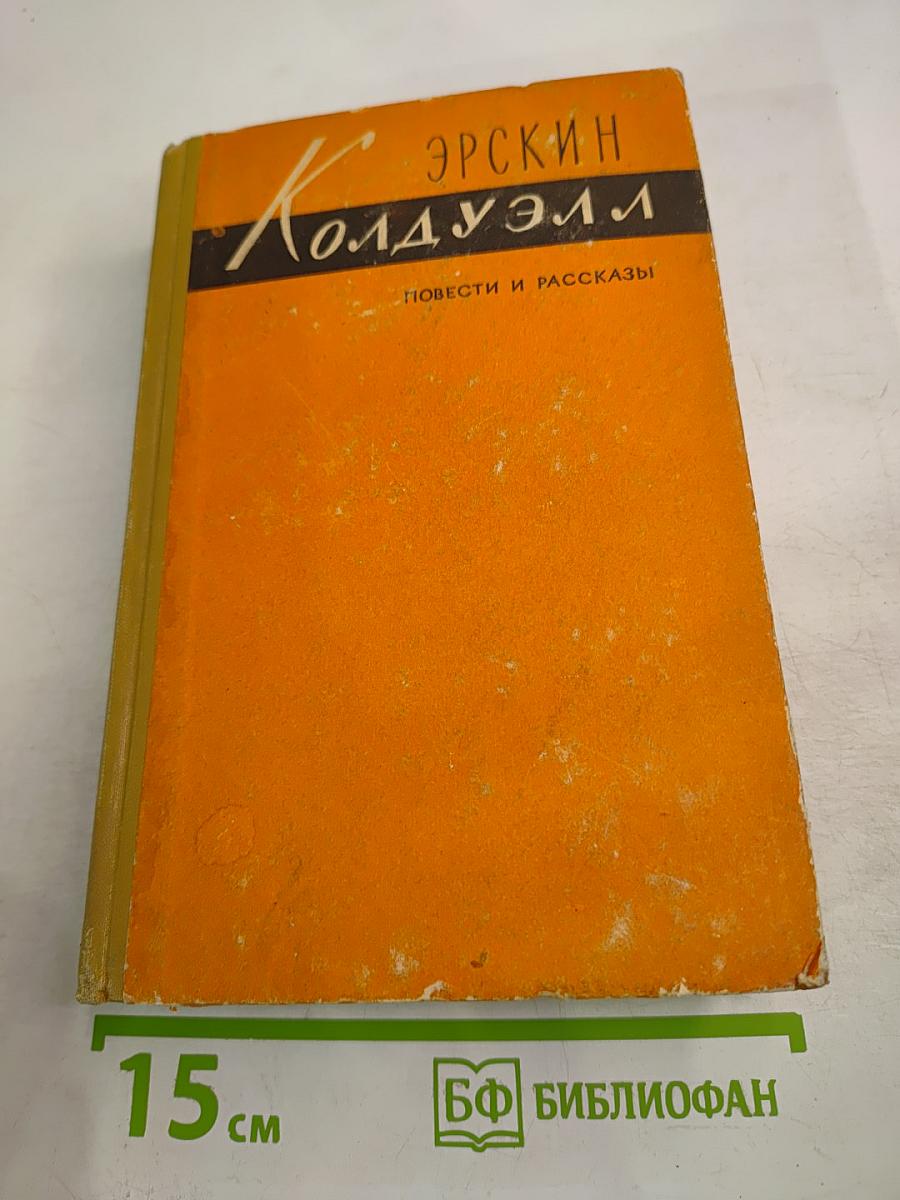 ЭРСКИН
КОЛДУЭЛЛ
ПОВЕСТИ И РАССКАЗЫ
15 см
БФ БИБЛИОФАН